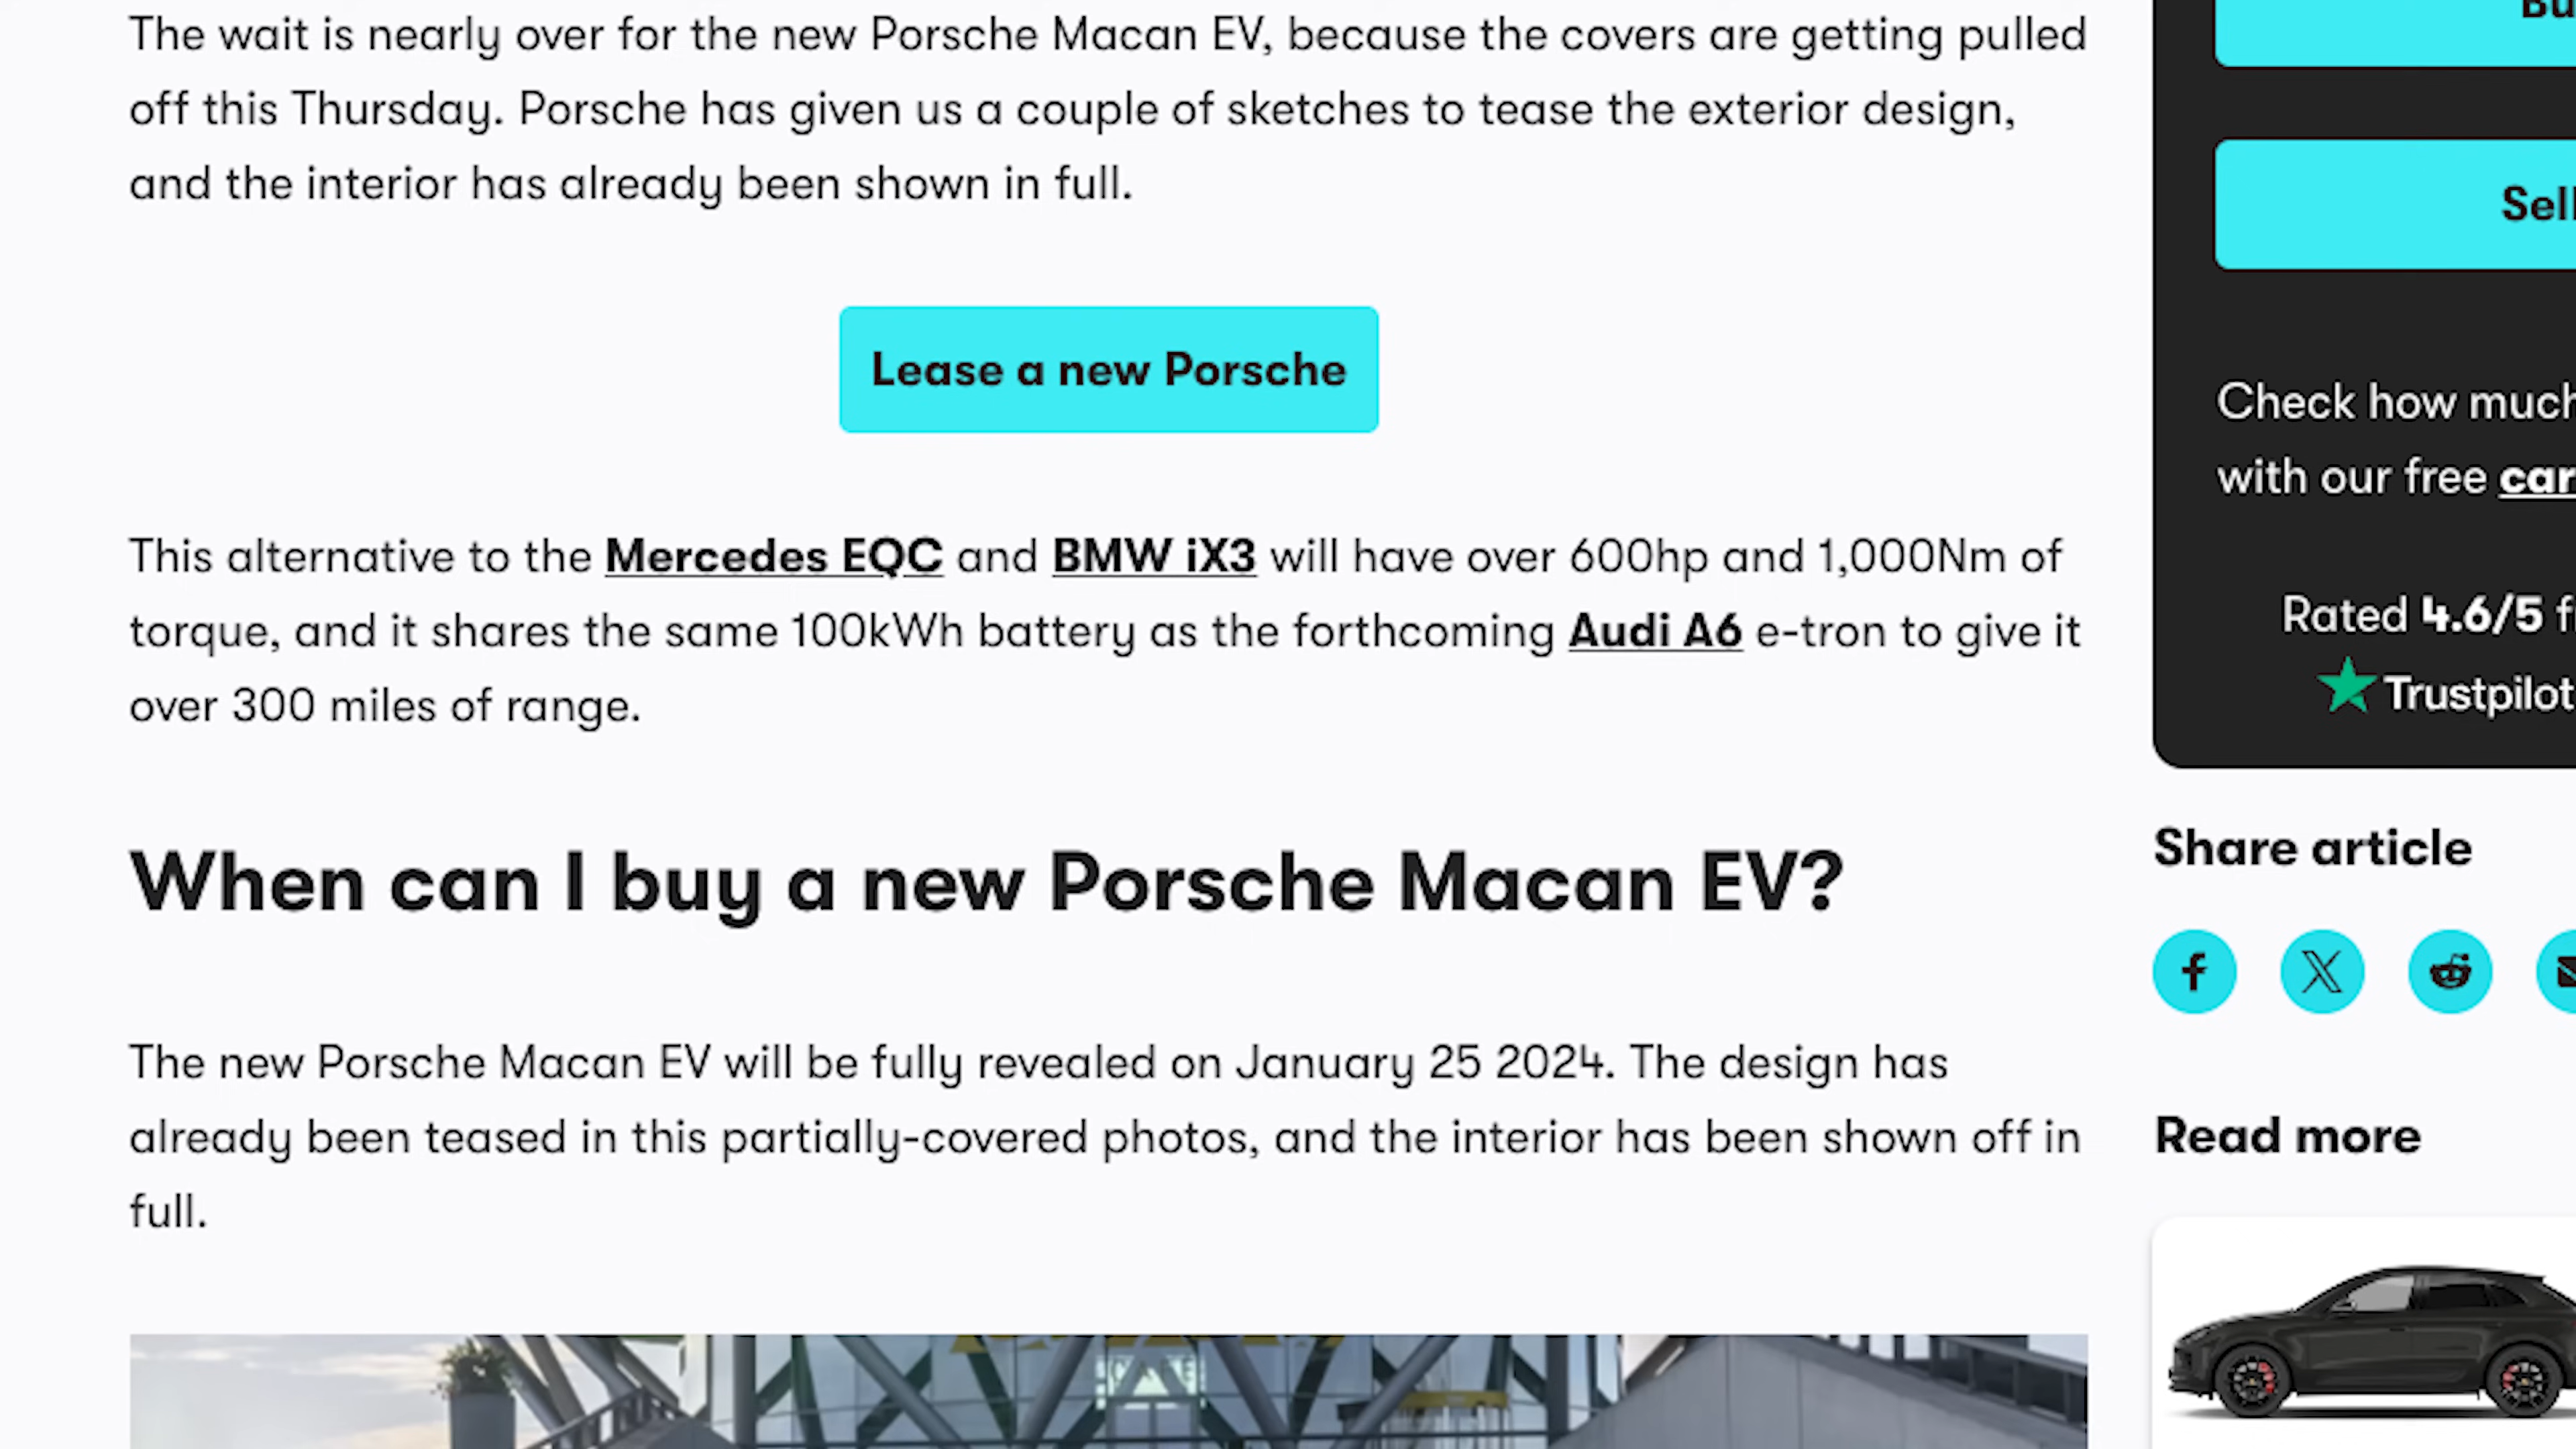 The wait is nearly over for the new Porsche Macan EV, because the covers are getting pulled
off this Thursday. Porsche has given us a couple of sketches to tease the exterior design,
and the interior has already been shown in full.
Lease a new Porsche
This alternative to the Mercedes EQC and BMW iX3 will have over 600hp and 1,000Nm of
torque, and it shares the same 100kWh battery as the forthcoming Audi A6 e-tron to give it
over 300 miles of range.
When can I buy a new Porsche Macan EV?
The new Porsche Macan EV will be fully revealed on January 25 2024. The design has
already been teased in this partially-covered photos, and the interior has been shown off in
full.
Sell
Check how much
with our free car
Rated 4.6/5
Trustpilot
Share article
Read more